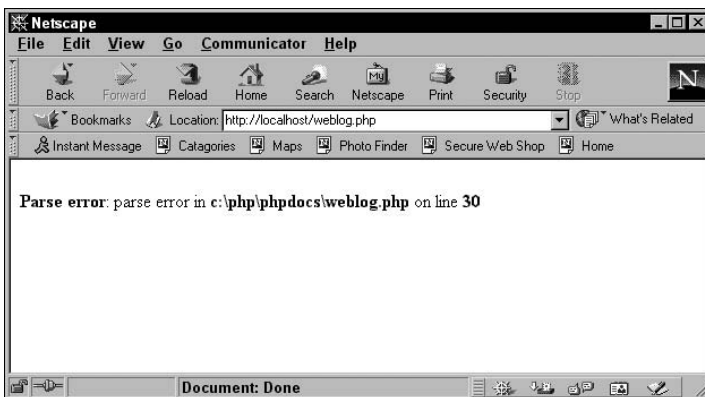 Netscape
File Edit View Go Communicator Help
Back Forward Reload Home Search Netscape Print Security Stop
My
N
Bookmarks Location: http://localhost/weblog.php What's Related
Instant Message Catagories Maps Photo Finder Secure Web Shop Home
Parse error: parse error in c:\php\phpdocs\weblog.php on line 30
Document: Done